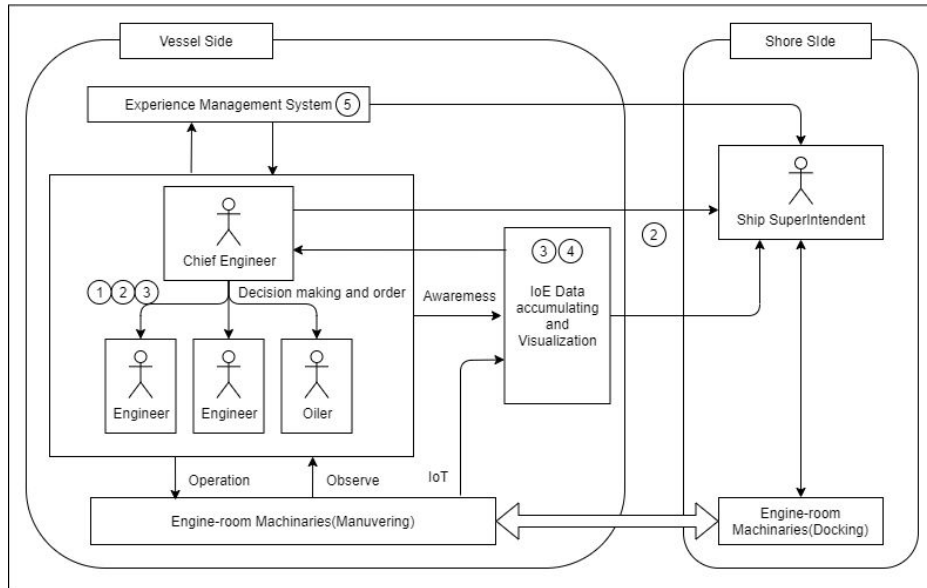 Vessel Side
Shore SIde
Experience Management System 5
Ship SuperIntendent
Chief Engineer
2
3 4
1 2 3
Decision making and order
Awaremess
IoE Data
accumulating
and
Visualization
Engineer
Engineer
Oiler
Operation
Observe
IoT
Engine-room Machinaries(Manuvering)
Engine-room
Machinaries(Docking)